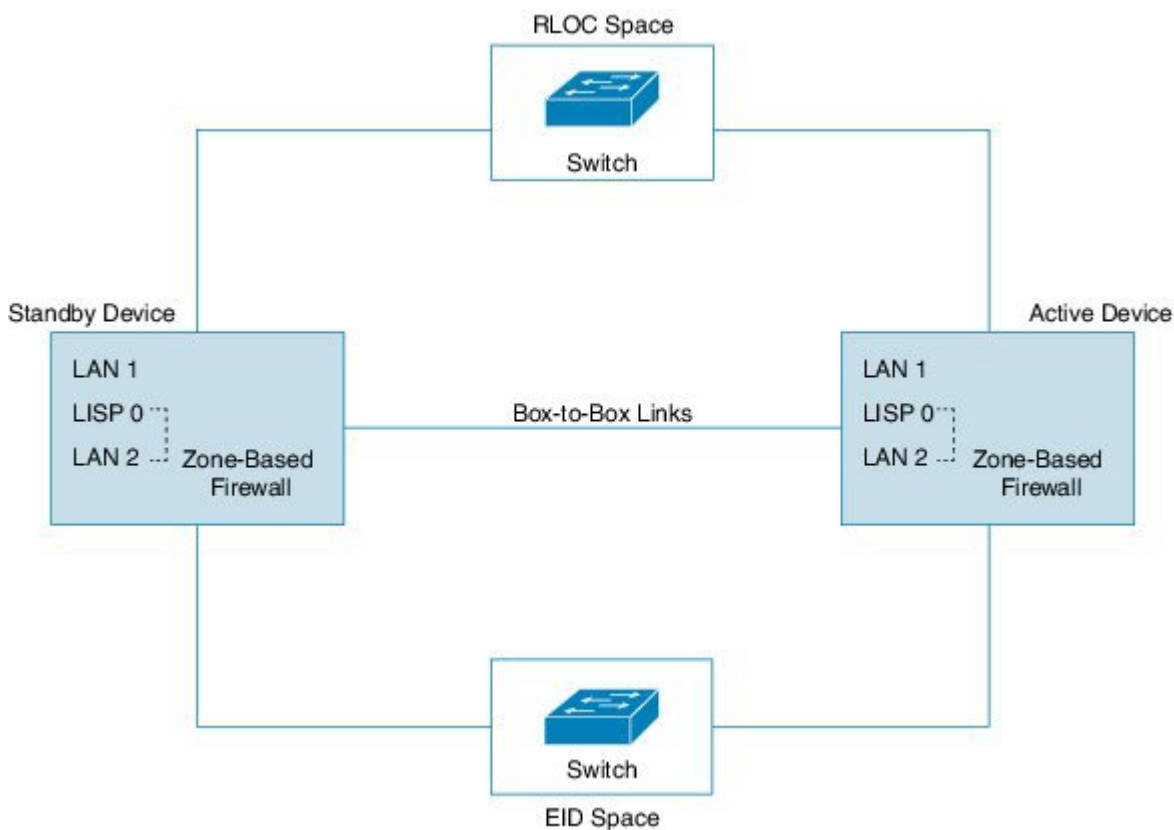 RLOC Space
Switch
Standby Device
LAN 1
LISP 0
LAN 2
Zone-Based
Firewall
Box-to-Box Links
Active Device
LAN 1
LISP 0
LAN 2
Zone-Based
Firewall
Switch
EID Space